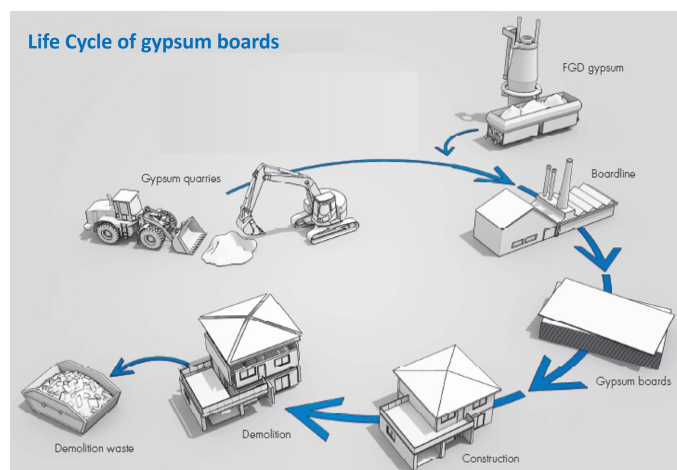 Life Cycle of gypsum boards
FGD gypsum
Gypsum quarries
Boardline
Gypsum boards
Construction
Demolition
Demolition waste